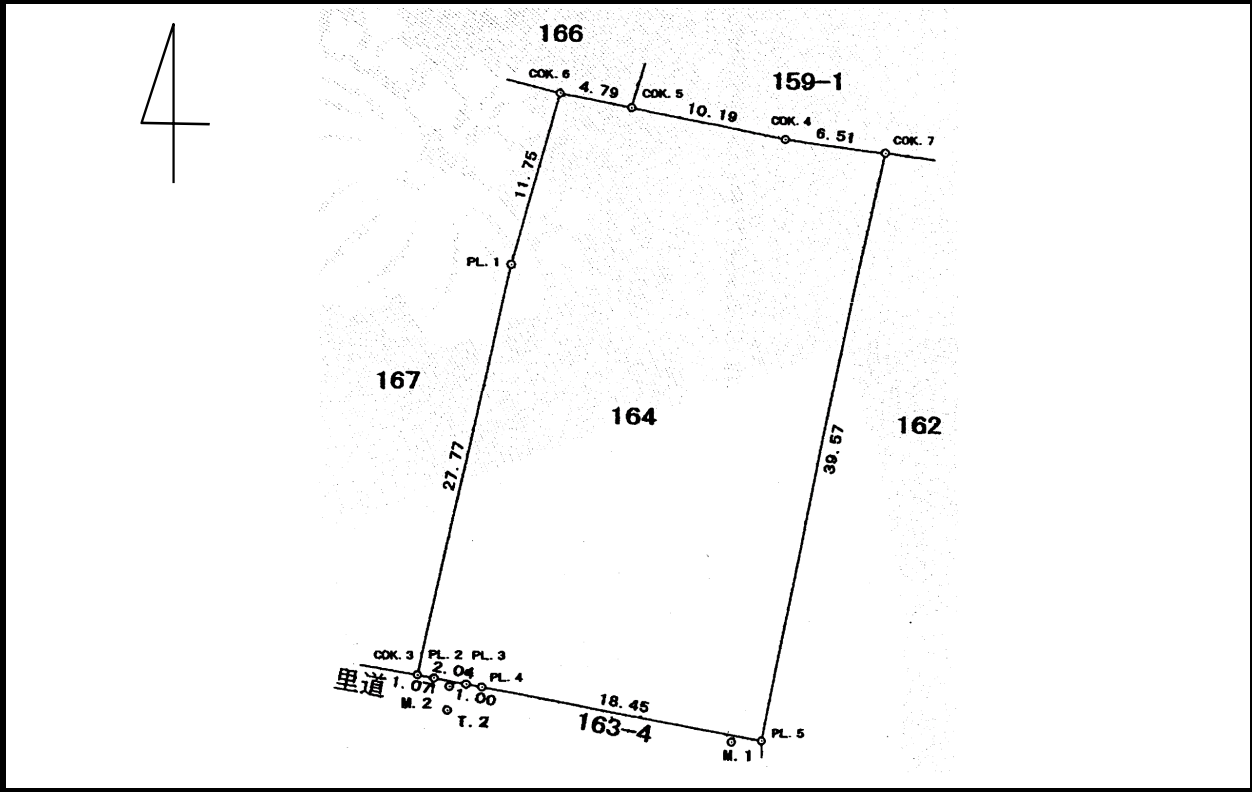 166
COK. 6
4. 79
COK. 5
159-1
10. 19
COK. 4
6. 51
COK. 7
11. 75
PL. 1
167
164
162
27. 77
39. 57
COK. 3
PL. 2
PL. 3
2. 04
PL. 4
里道
1. 07
1. 00
M. 2
T. 2
18. 45
163-4
PL. 5
M. 1